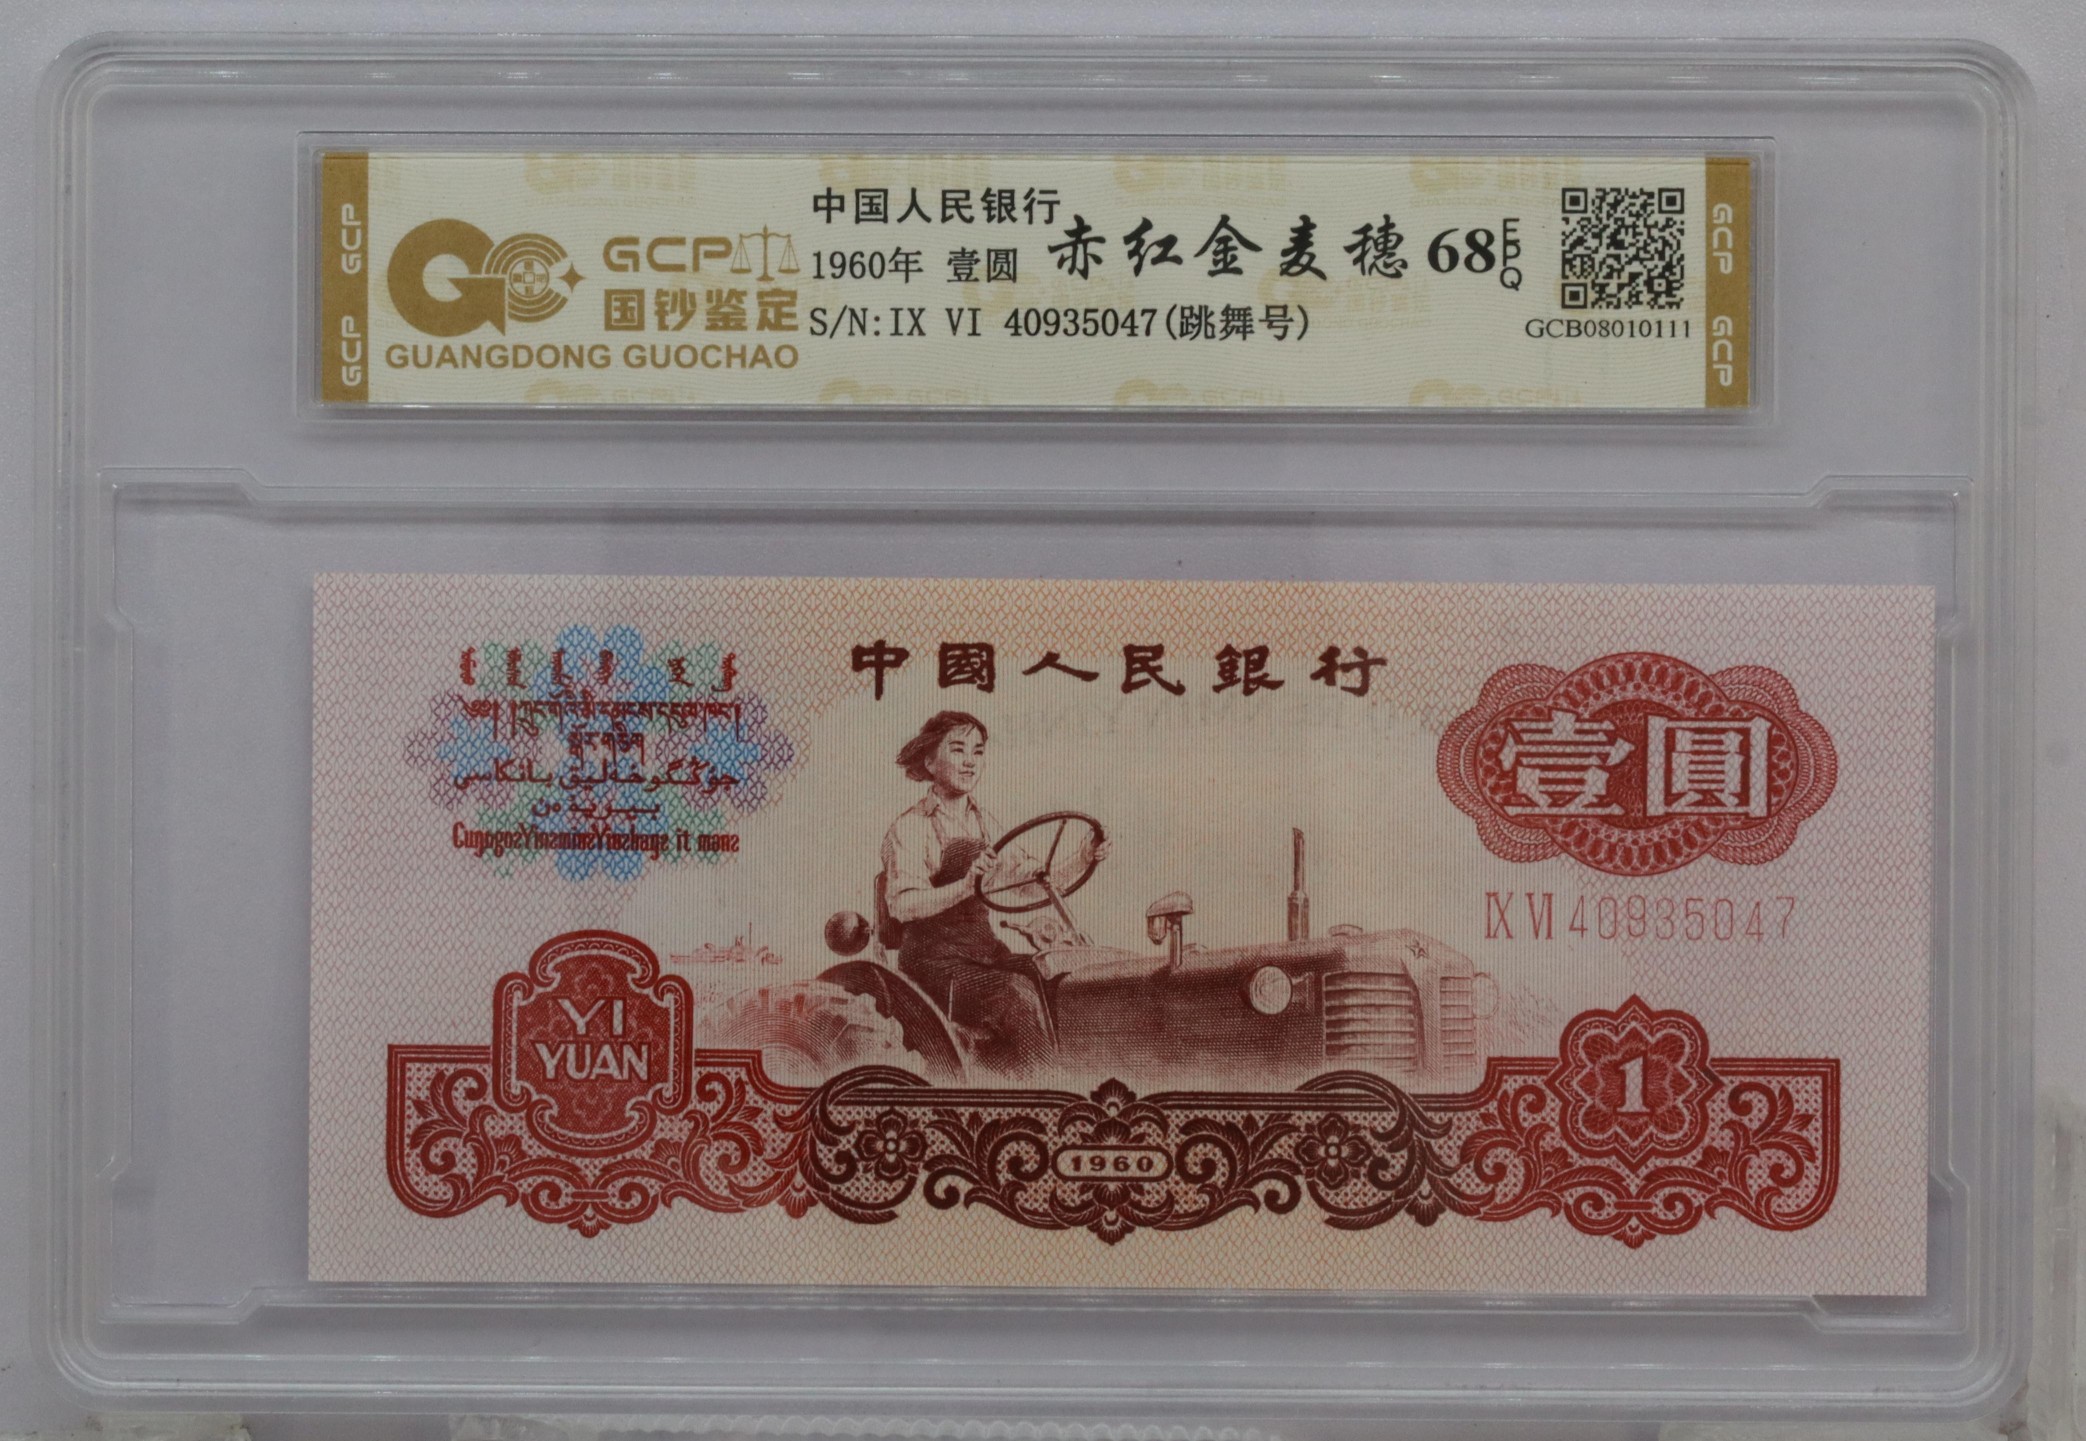 GCP
GCP
GCP
国钞鉴定
GUANGDONG GUOCHAO
中国人民银行
1960年 壹圆
赤红金麦穗
68 EPQ
S/N:IX VI 40935047(跳舞号)
GCB08010111
GCP
GCP
中國人民銀行
壹圓
IX VI 40935047
YI
YUAN
1960
1